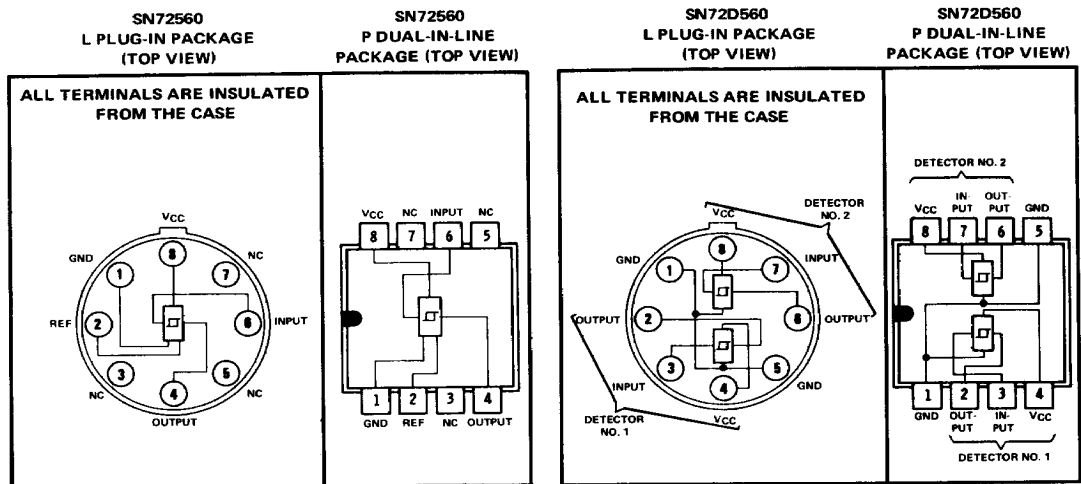 SN72560
L PLUG-IN PACKAGE
(TOP VIEW)
SN72560
P DUAL-IN-LINE
PACKAGE (TOP VIEW)
SN72D560
L PLUG-IN PACKAGE
(TOP VIEW)
SN72D560
P DUAL-IN-LINE
PACKAGE (TOP VIEW)
ALL TERMINALS ARE INSULATED
FROM THE CASE
VCC
GND
NC
REF
INPUT
NC
NC
OUTPUT
8
1
7
2
6
3
5
4
VCC NC INPUT NC
8 7 6 5
1 2 3 4
GND REF NC OUTPUT
ALL TERMINALS ARE INSULATED
FROM THE CASE
DETECTOR
NO. 2
VCC
GND
INPUT
OUTPUT
OUTPUT
INPUT
GND
VCC
DETECTOR
NO. 1
8
1
7
2
6
3
5
4
DETECTOR NO. 2
VCC
IN-
PUT
OUT-
PUT
GND
8 7 6 5
1 2 3 4
GND
OUT-
PUT
IN-
PUT
VCC
DETECTOR NO. 1